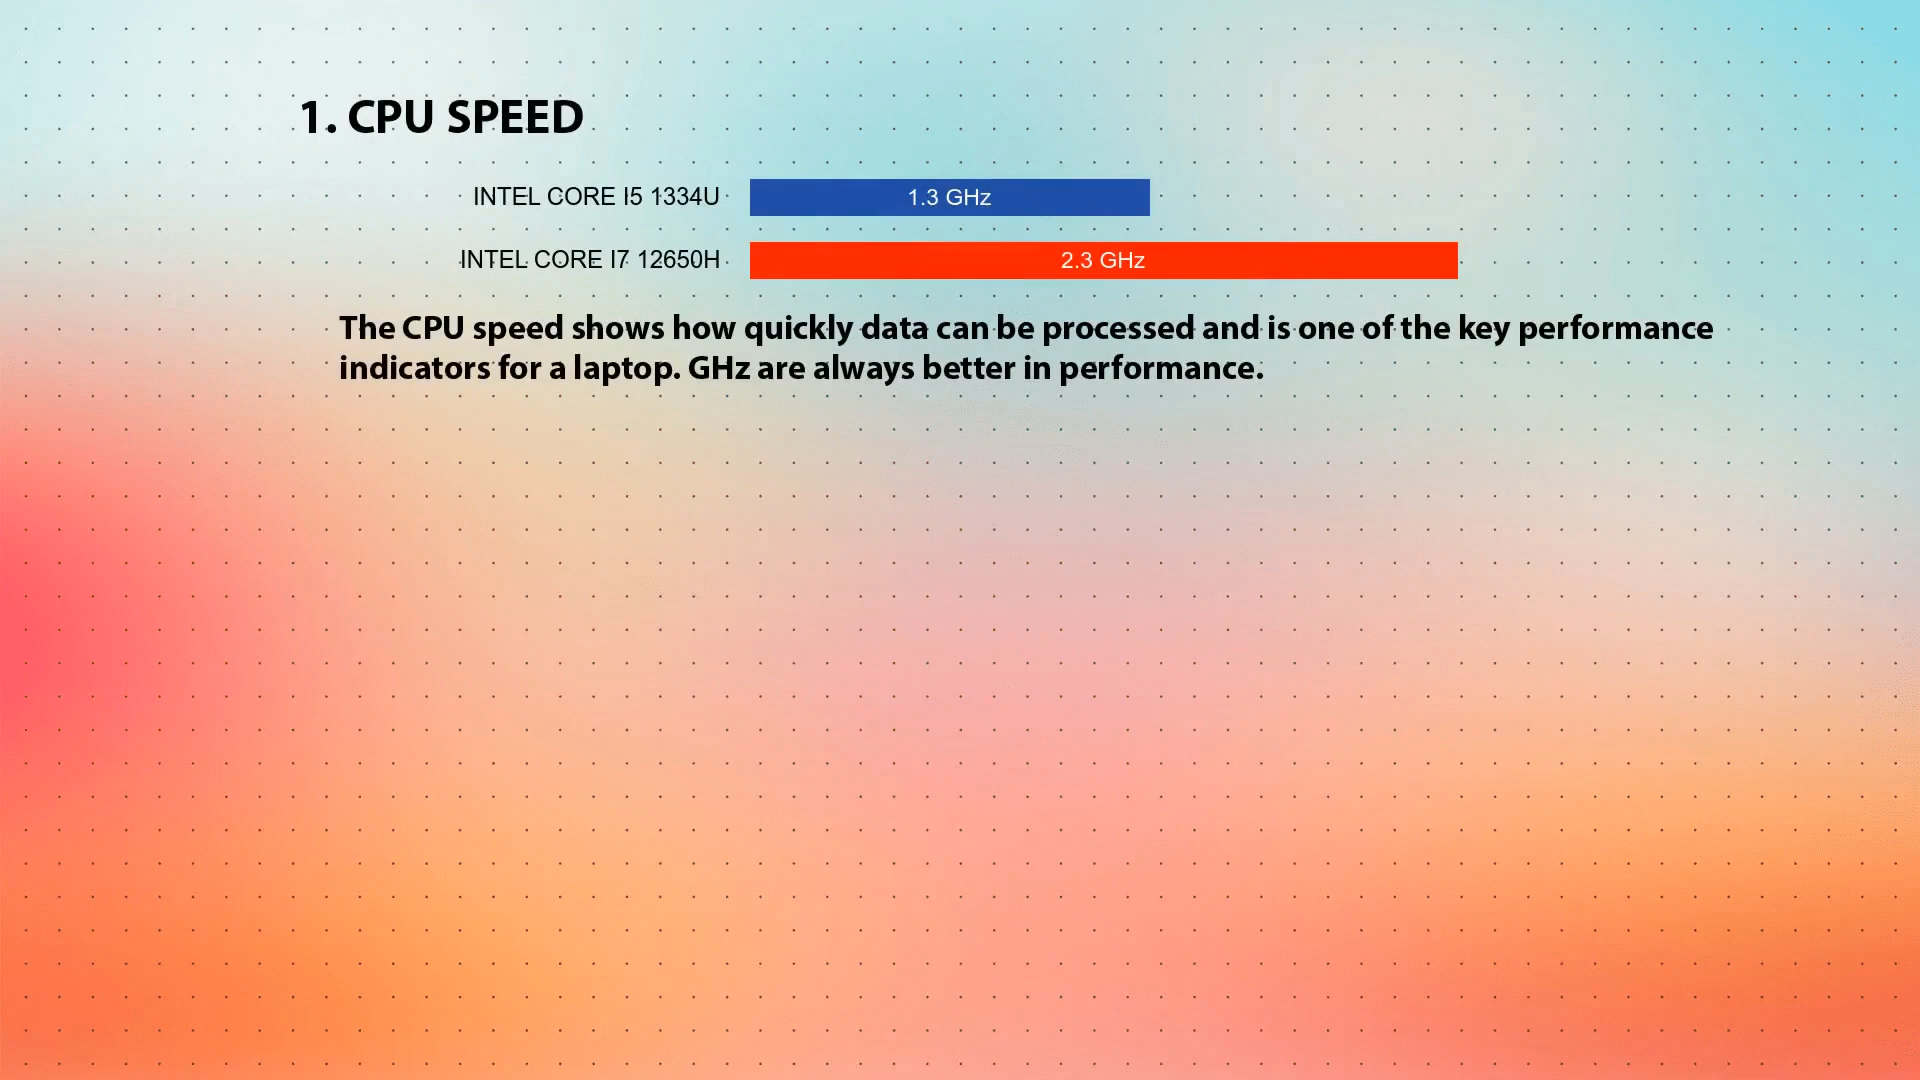 1. CPU SPEED
INTEL CORE I5 1334U
1.3 GHz
INTEL CORE I7 12650H
2.3 GHz
The CPU speed shows how quickly data can be processed and is one of the key performance
indicators for a laptop. GHz are always better in performance.